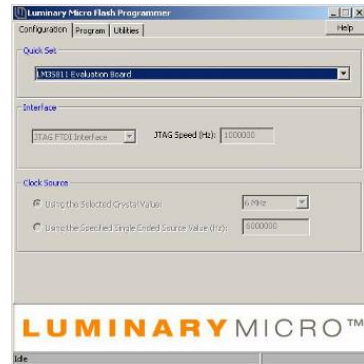 Luminary Micro Flash Programmer
Configuration Program Utilities Help
Quick Set
LM3S811 Evaluation Board
Interface
JTAG FTDI Interface JTAG Speed (Hz): 1000000
Clock Source
Using the Selected Crystal Value: 6 MHz
Using the Specified Single Ended Source Value (Hz): 6000000
LUMINARYMICRO™
Idle